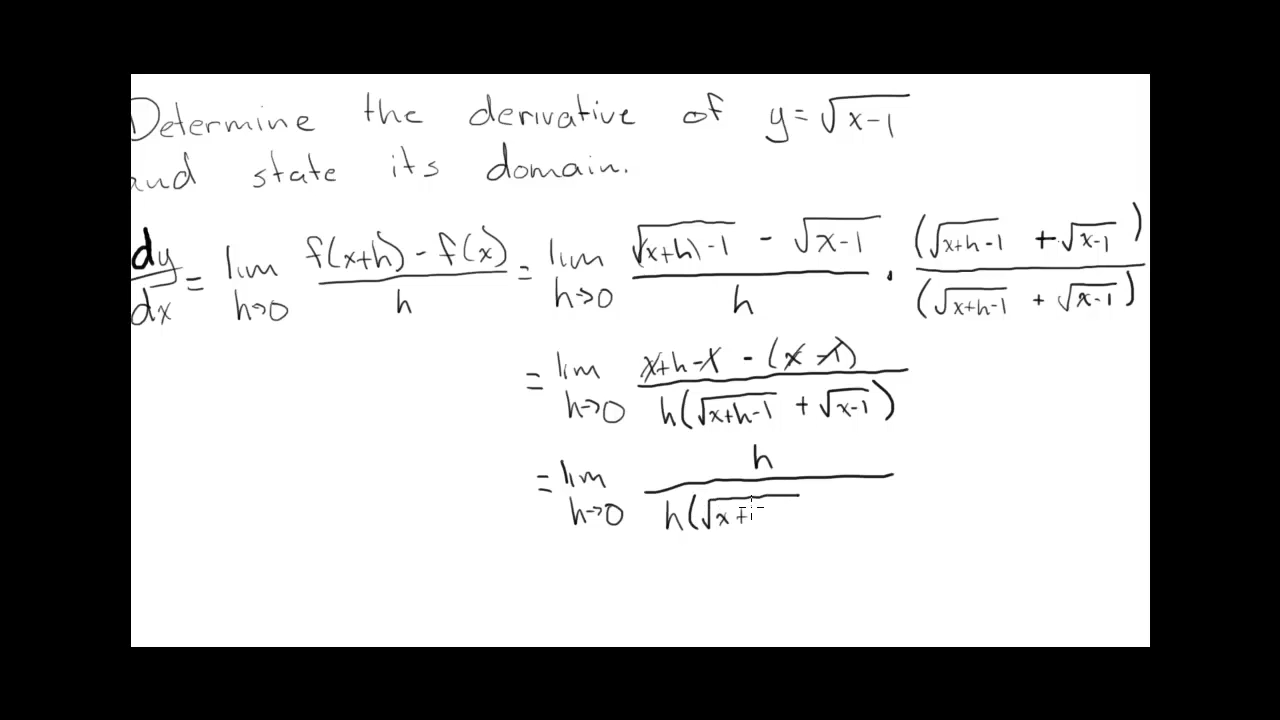 Determine the derivative of y = √(x-1)
and state its domain.
dy/dx = lim h→0 (f(x+h) - f(x))/h = lim h→0 (√((x+h)-1) - √(x-1))/h · (√(x+h-1) + √(x-1))/(√(x+h-1) + √(x-1))
= lim h→0 (x+h-1 - (x-1))/(h(√(x+h-1) + √(x-1)))
= lim h→0 h/(h(√(x+